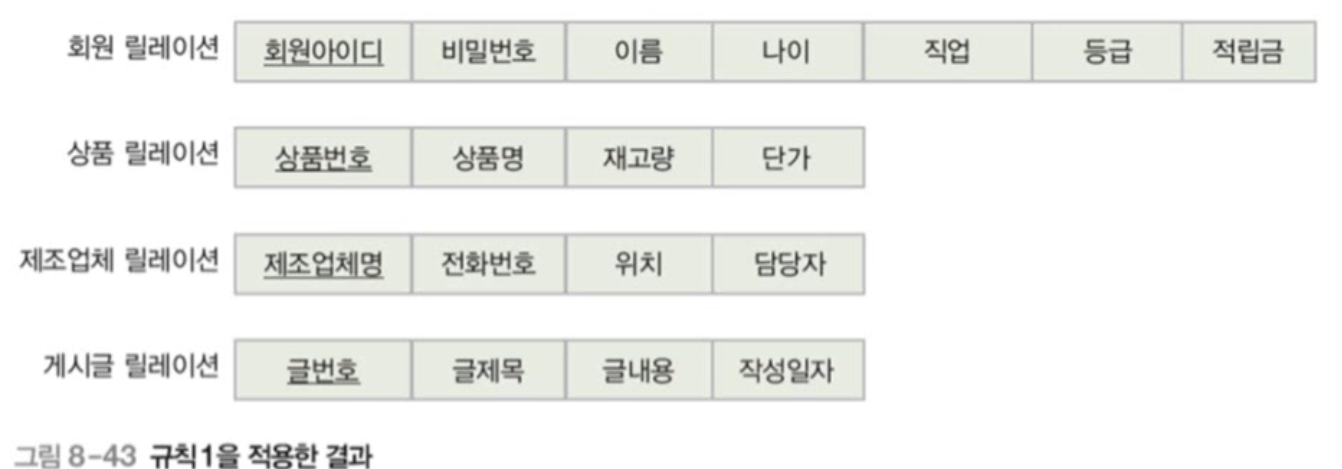 회원 릴레이션 회원아이디 비밀번호 이름 나이 직업 등급 적립금
상품 릴레이션 상품번호 상품명 재고량 단가
제조업체 릴레이션 제조업체명 전화번호 위치 담당자
게시글 릴레이션 글번호 글제목 글내용 작성일자
그림 8-43 규칙1을 적용한 결과